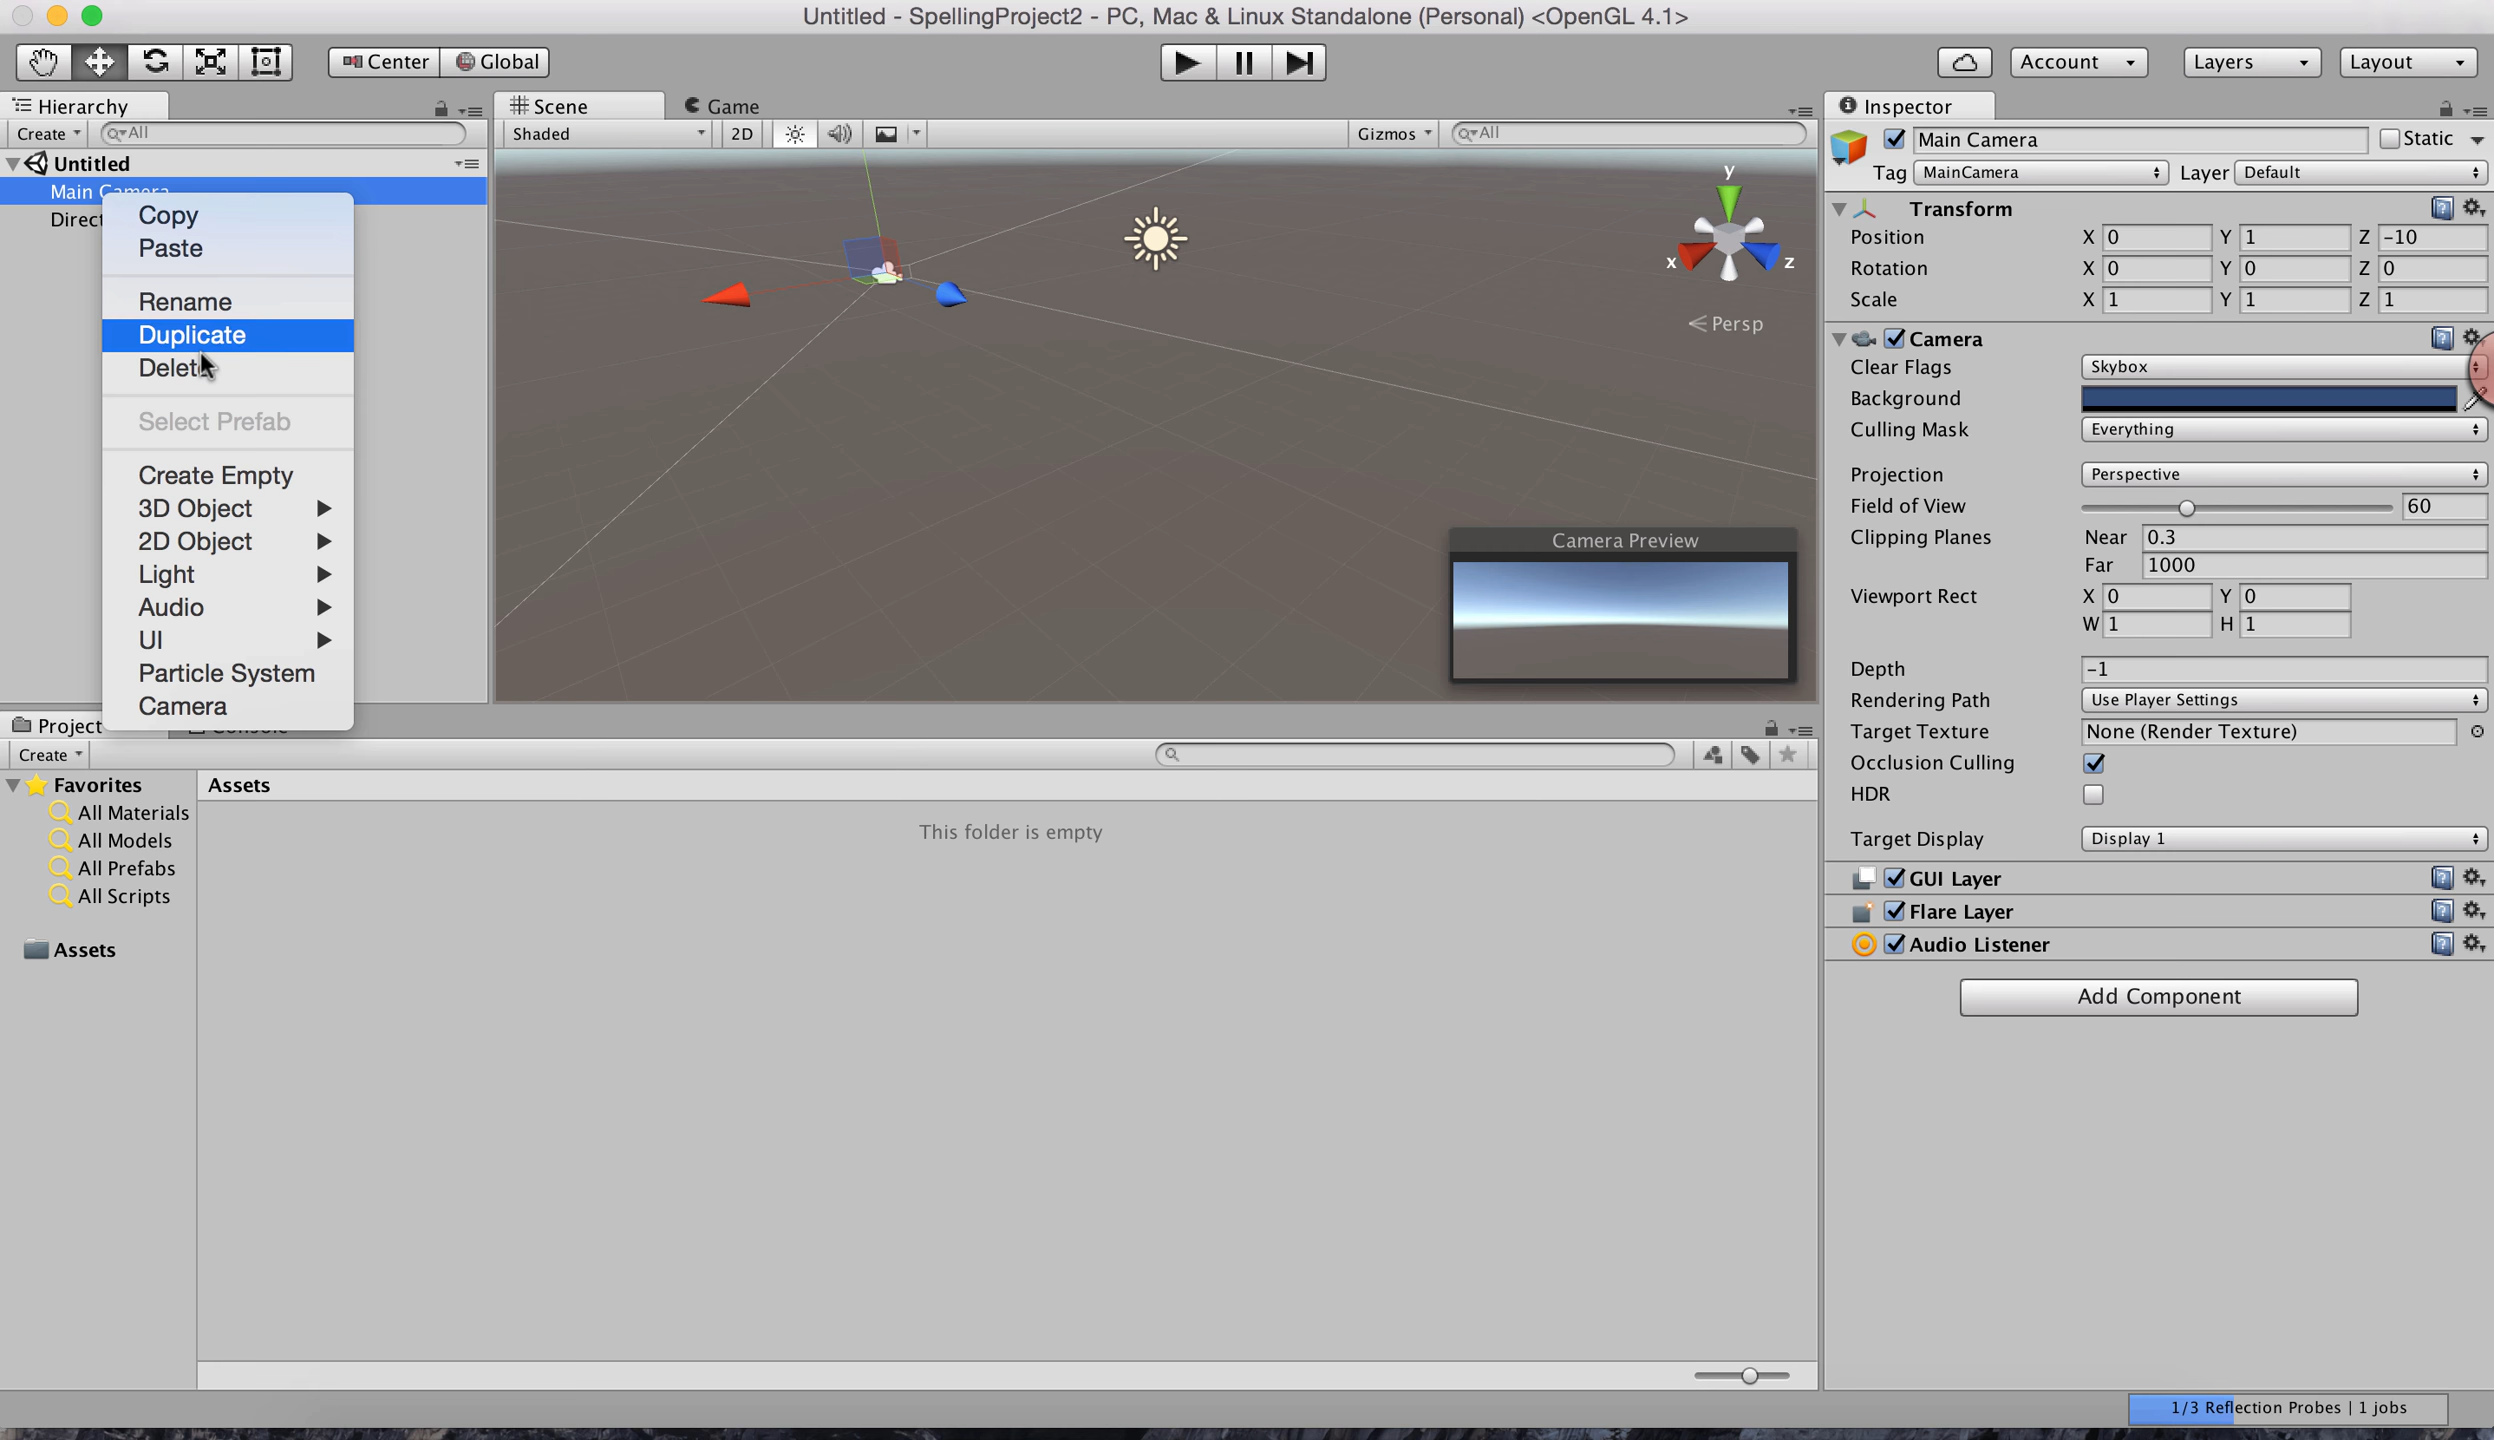 Untitled - SpellingProject2 - PC, Mac & Linux Standalone (Personal) <OpenGL 4.1>
Center Global Account Layers Layout
Hierarchy
Create All
Untitled
Main Camera
Direct
Copy
Paste
Rename
Duplicate
Delete
Select Prefab
Create Empty
3D Object
2D Object
Light
Audio
UI
Particle System
Camera
Scene Game
Shaded 2D Gizmos All
y
x z
Persp
Camera Preview
Inspector
Main Camera Static
Tag MainCamera Layer Default
Transform
Position X 0 Y 1 Z -10
Rotation X 0 Y 0 Z 0
Scale X 1 Y 1 Z 1
Camera
Clear Flags Skybox
Background
Culling Mask Everything
Projection Perspective
Field of View 60
Clipping Planes Near 0.3
Far 1000
Viewport Rect X 0 Y 0
W 1 H 1
Depth -1
Rendering Path Use Player Settings
Target Texture None (Render Texture)
Occlusion Culling
HDR
Target Display Display 1
GUI Layer
Flare Layer
Audio Listener
Add Component
Project Console
Create
Favorites
All Materials
All Models
All Prefabs
All Scripts
Assets
Assets
This folder is empty
1/3 Reflection Probes | 1 jobs